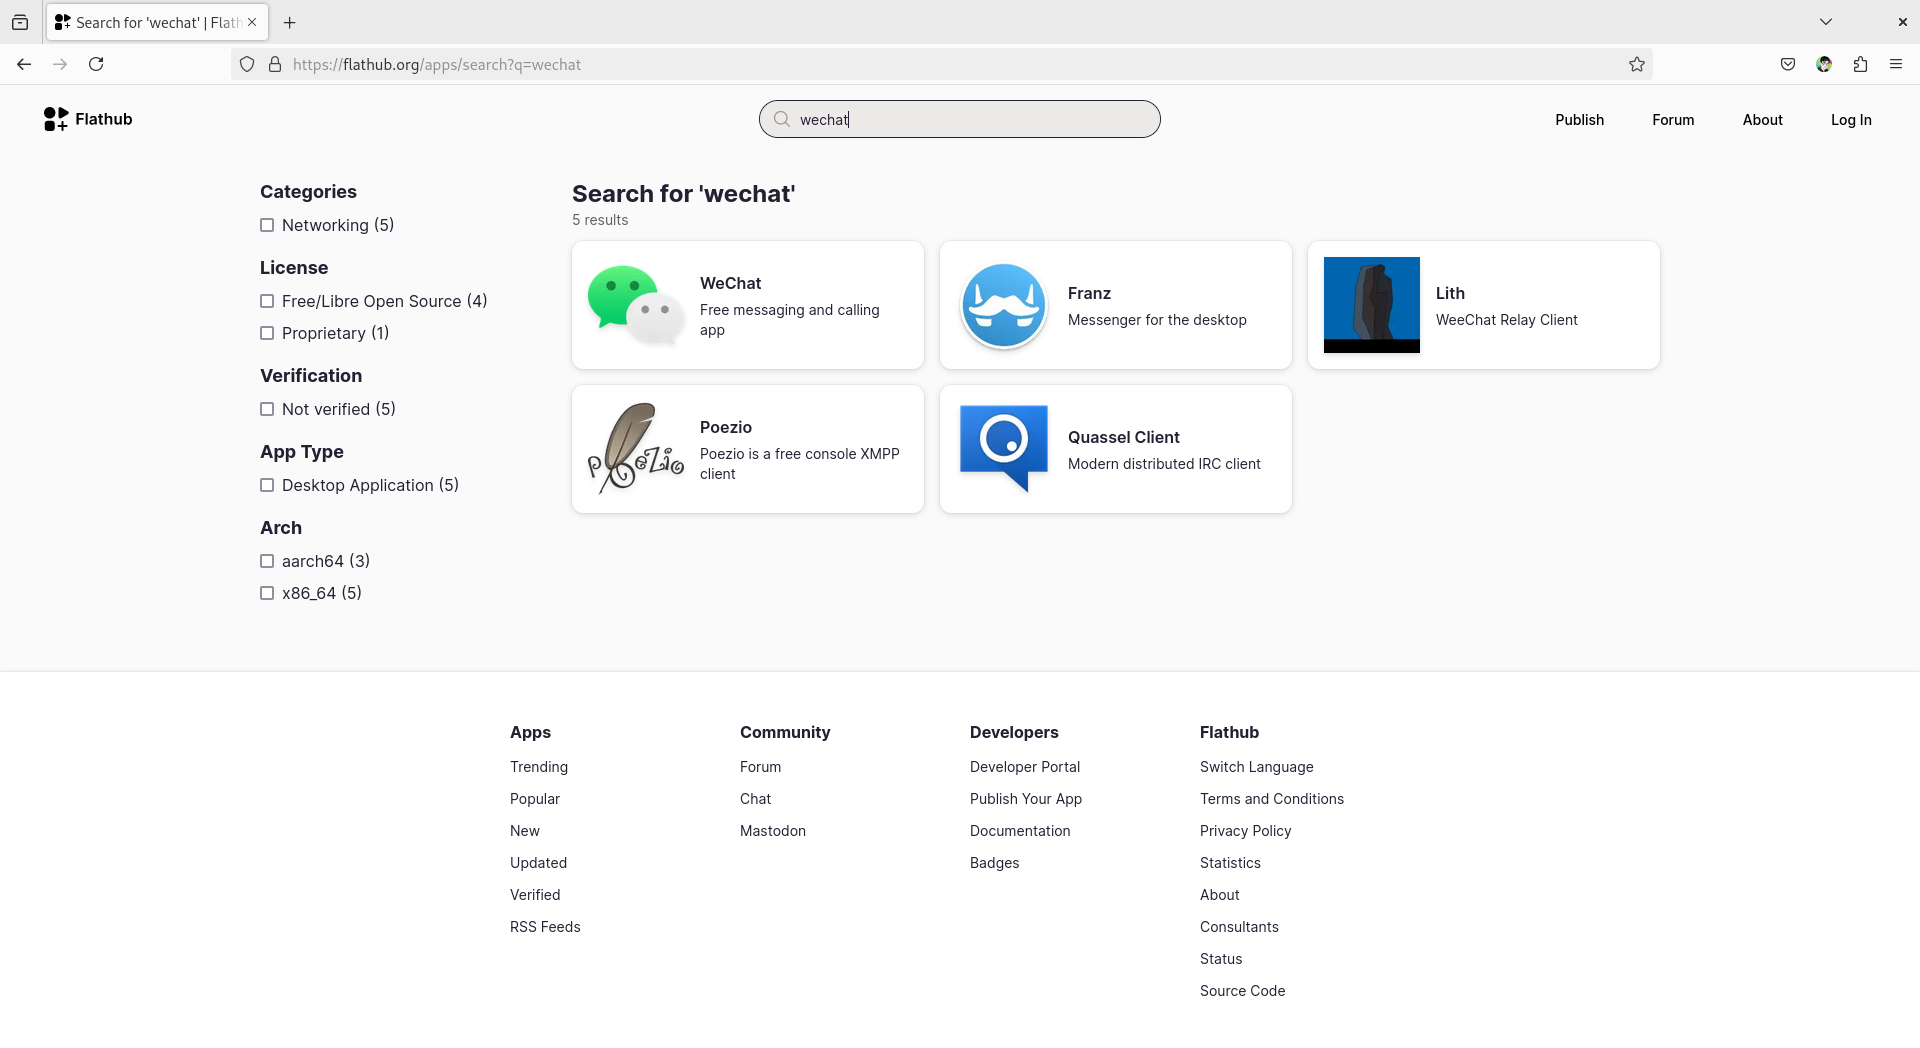 Search for 'wechat' | Flath
https://flathub.org/apps/search?q=wechat
Flathub
wechat
Publish
Forum
About
Log In
Categories
Networking (5)
License
Free/Libre Open Source (4)
Proprietary (1)
Verification
Not verified (5)
App Type
Desktop Application (5)
Arch
aarch64 (3)
x86_64 (5)
Search for 'wechat'
5 results
WeChat
Free messaging and calling
app
Franz
Messenger for the desktop
Lith
WeeChat Relay Client
poezio
Poezio
Poezio is a free console XMPP
client
Quassel Client
Modern distributed IRC client
Apps
Trending
Popular
New
Updated
Verified
RSS Feeds
Community
Forum
Chat
Mastodon
Developers
Developer Portal
Publish Your App
Documentation
Badges
Flathub
Switch Language
Terms and Conditions
Privacy Policy
Statistics
About
Consultants
Status
Source Code